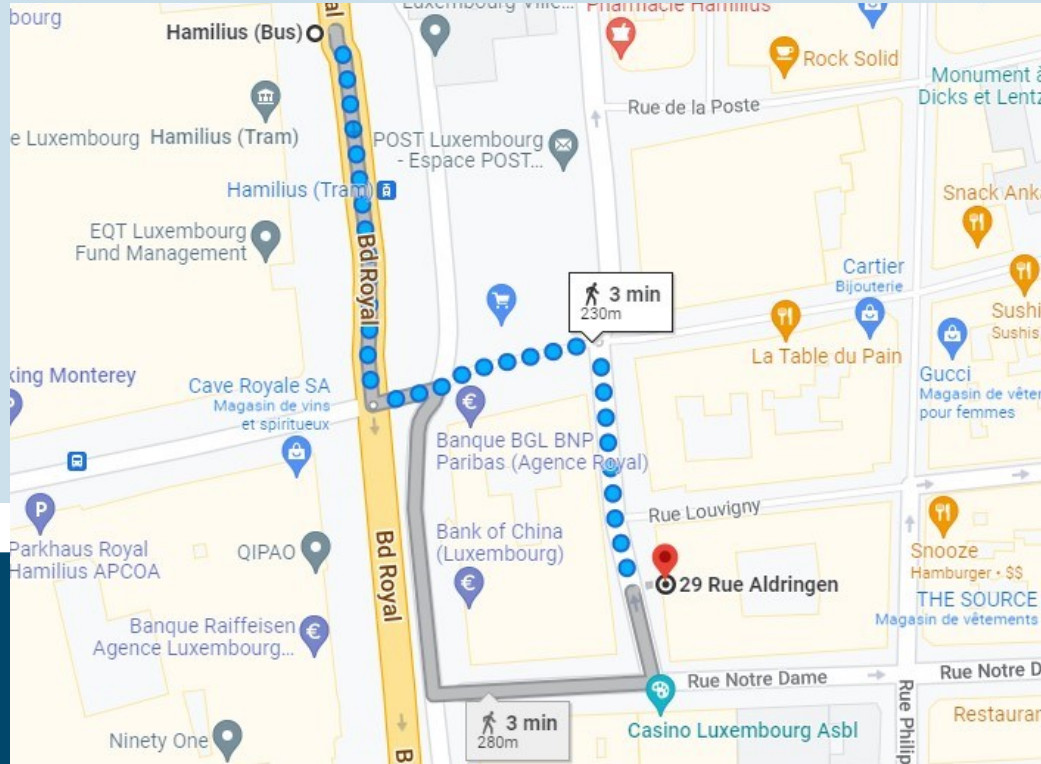 bourg
Luxembourg Ville...
Pharmacie Hamilius
al
Hamilius (Bus)
Rock Solid
Monument à
Dicks et Lentz
Rue de la Poste
e Luxembourg
Hamilius (Tram)
POST Luxembourg
- Espace POST...
Hamilius (Tram)
Snack Anka
EQT Luxembourg
Fund Management
Bd Royal
3 min
230m
Cartier
Bijouterie
Sushi
Sushis
La Table du Pain
king Monterey
Cave Royale SA
Magasin de vins
et spiritueux
Gucci
Magasin de vête
pour femmes
Banque BGL BNP
Paribas (Agence Royal)
Rue Louvigny
P
Parkhaus Royal
Hamilius APCOA
QIPAO
Bd Royal
Bank of China
(Luxembourg)
Snooze
Hamburger • $$
29 Rue Aldringen
THE SOURCE
Magasin de vêtements
Banque Raiffeisen
Agence Luxembourg...
Rue Notre Dame
Rue Notre D
3 min
280m
Casino Luxembourg Asbl
Rue Philip
Restauran
Ninety One
B